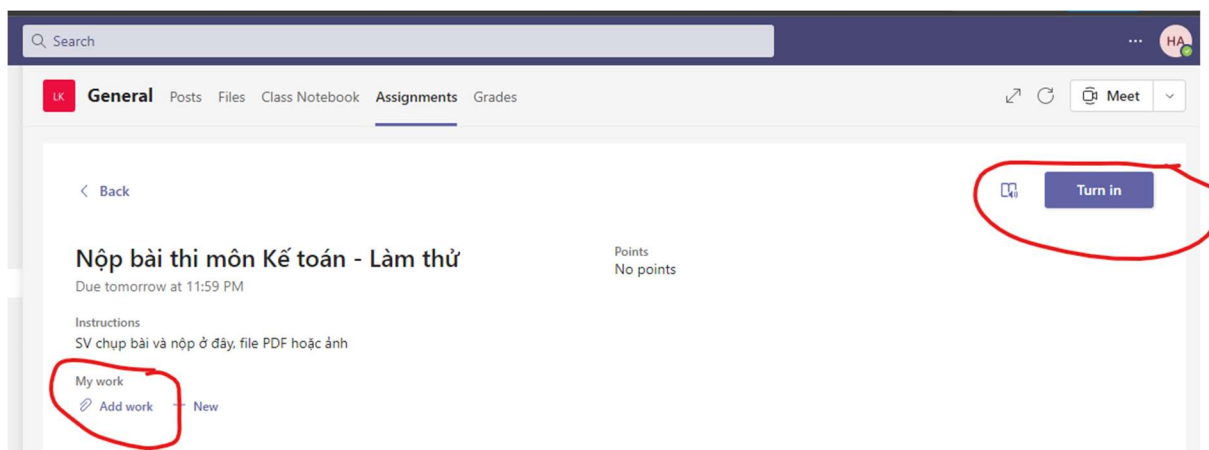 Search
... HA
LK General Posts Files Class Notebook Assignments Grades Meet
< Back Turn in
Nộp bài thi môn Kế toán - Làm thử
Points
No points
Due tomorrow at 11:59 PM
Instructions
SV chụp bài và nộp ở đây, file PDF hoặc ảnh
My work
Add work + New